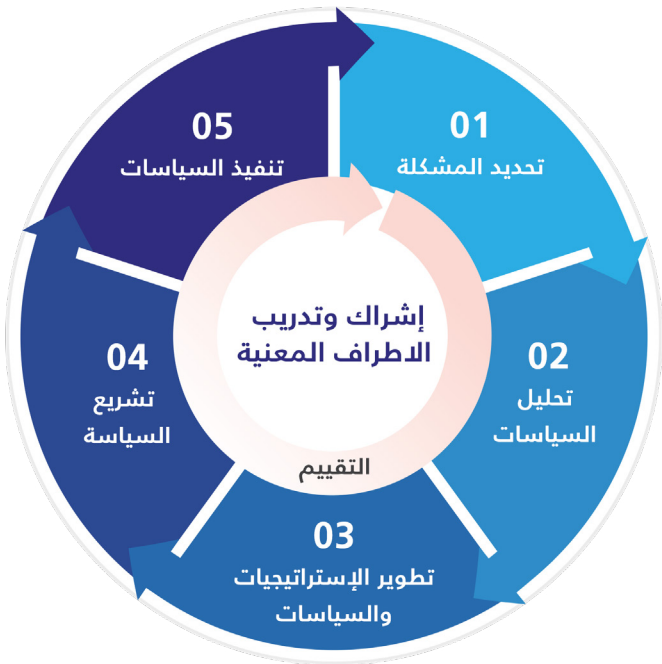 01
تحديد المشكلة
02
تحليل
السياسات
03
تطوير الإستراتيجيات
والسياسات
04
تشريع
السياسة
05
تنفيذ السياسات
إشراك وتدريب
الاطراف المعنية
التقييم